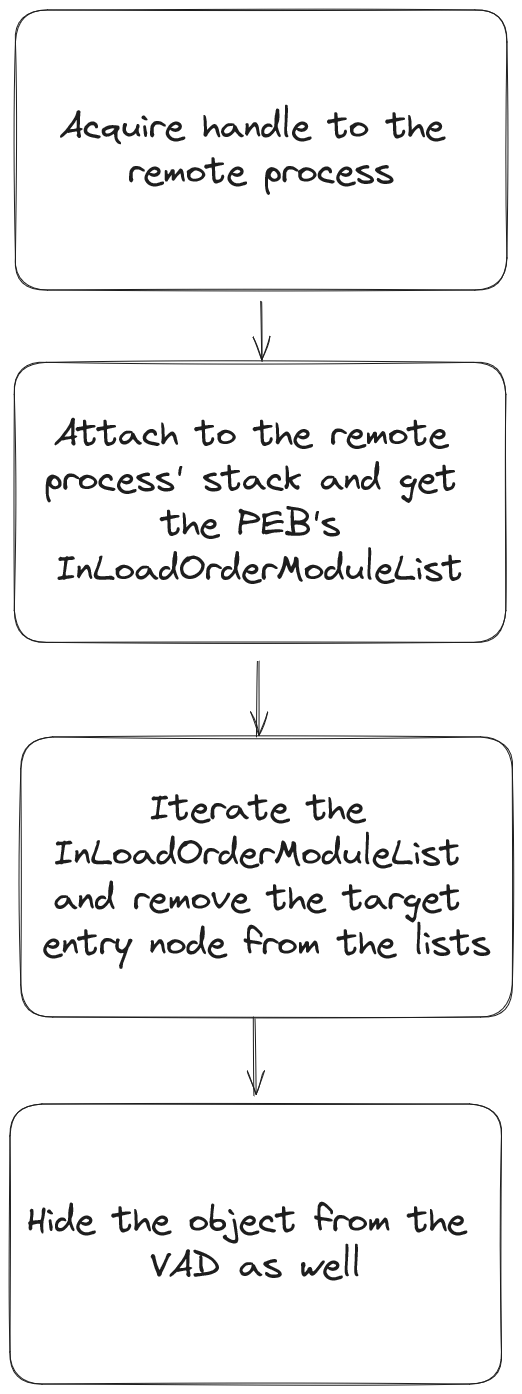 Acquire handle to the
remote process
Attach to the remote
process' stack and get
the PEB's
InLoadOrderModuleList
Iterate the
InLoadOrderModuleList
and remove the target
entry node from the lists
Hide the object from the
VAD as well